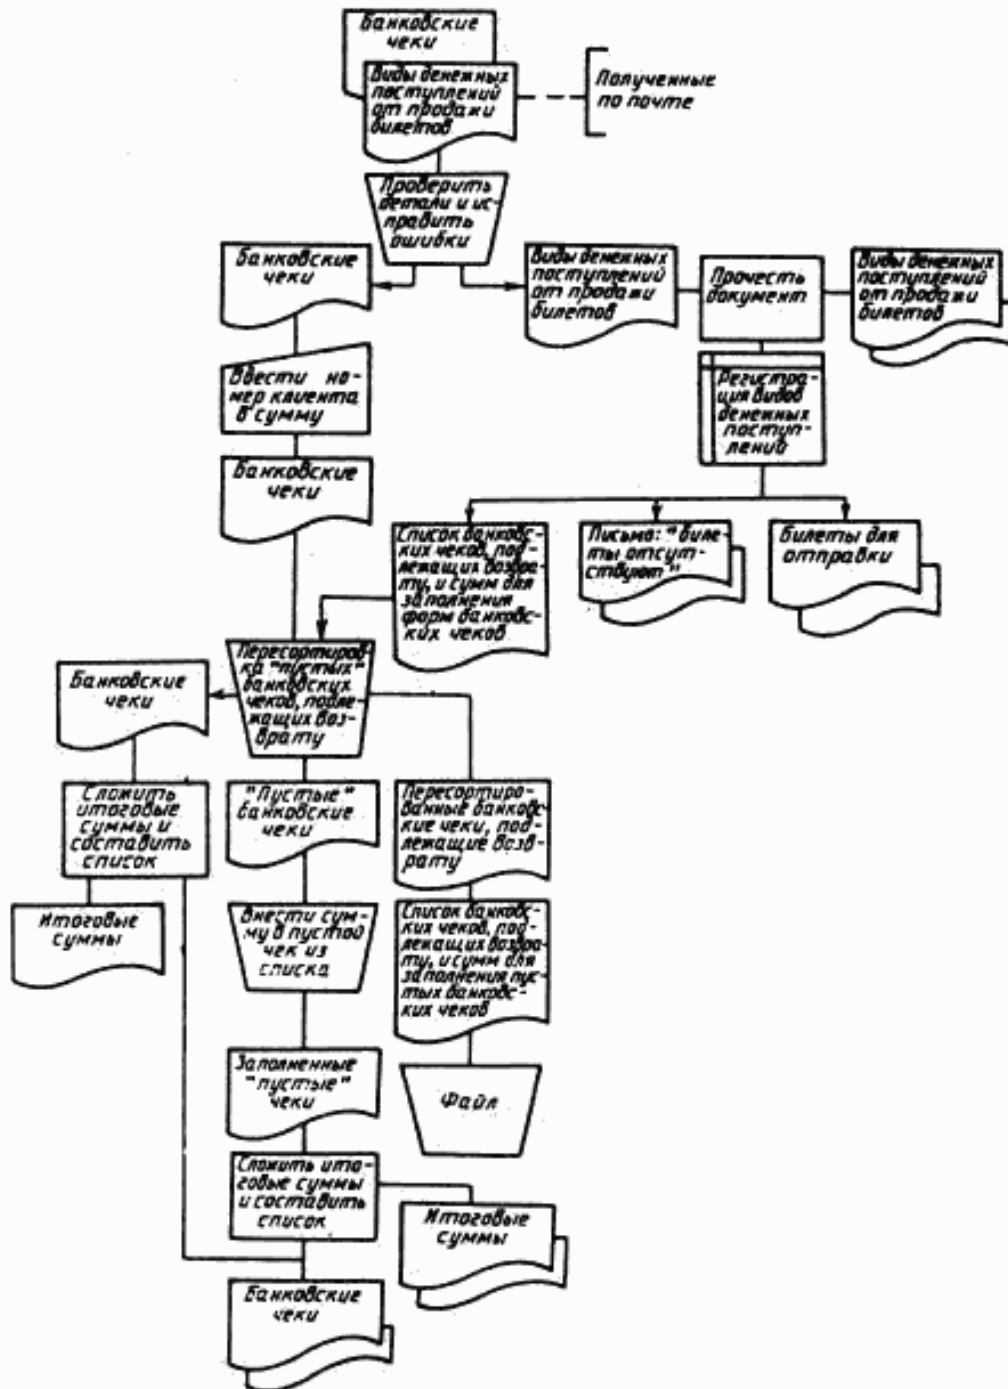 Банковские
чеки
Виды денежных
поступлений
от продажи
билетов
Полученные
по почте
Проверить
детали и ис-
править
ошибки
Банковские
чеки
Виды денежных
поступлений
от продажи
билетов
Прочесть
документ
Виды денежных
поступлений
от продажи
билетов
Ввести но-
мер клиента
в сумму
Регистра-
ция видов
денежных
поступ-
лений
Банковские
чеки
Список банковс-
ких чеков, под-
лежащих возвра-
ту, и сумм для
заполнения
форм банковс-
ких чеков
Письмо: "биле-
ты отсут-
ствуют"
Билеты для
отправки
Пересортиров-
ка "пустых"
банковских
чеков, подле-
жащих воз-
врату
Банковские
чеки
Сложить
итоговые
суммы и
составить
список
"Пустые"
банковские
чеки
Пересортиро-
ванные банковс-
кие чеки, под-
лежащие возв-
рату
Итоговые
суммы
Внести сум-
му в пустой
чек из
списка
Список банковс-
ких чеков, под-
лежащих возвра-
ту, и сумм для
заполнения пус-
тых банковс-
ких чеков
Заполненные
"пустые"
чеки
Файл
Сложить ито-
говые суммы
и составить
список
Итоговые
суммы
Банковские
чеки